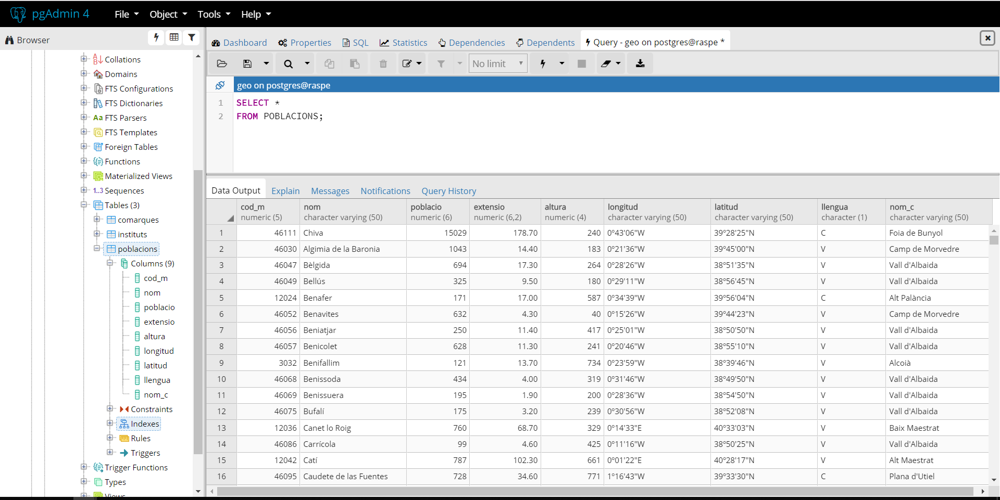 pgAdmin 4 File Object Tools Help
Browser
Dashboard Properties SQL Statistics Dependencies Dependents Query - geo on postgres@raspe *
No limit
geo on postgres@raspe
1 SELECT *
2 FROM POBLACIONS;
Collations
Domains
FTS Configurations
FTS Dictionaries
Aa FTS Parsers
FTS Templates
Foreign Tables
Functions
Materialized Views
1..3 Sequences
Tables (3)
comarques
instituts
poblacions
Columns (9)
cod_m
nom
poblacio
extensio
altura
longitud
latitud
llengua
nom_c
Constraints
Indexes
Rules
Triggers
Trigger Functions
Types
Views
Data Output Explain Messages Notifications Query History
cod_m nom poblacio extensio altura longitud latitud llengua nom_c
numeric (5) character varying (50) numeric (6) numeric (6,2) numeric (4) character varying (50) character varying (50) character (1) character varying (50)
1 46111 Chiva 15029 178.70 240 0°43'06"W 39°28'25"N C Foia de Bunyol
2 46030 Algimia de la Baronia 1043 14.40 183 0°21'36"W 39°45'00"N V Camp de Morvedre
3 46047 Bèlgida 694 17.30 264 0°28'26"W 38°51'35"N V Vall d'Albaida
4 46049 Bellús 325 9.50 180 0°29'11"W 38°56'45"N V Vall d'Albaida
5 12024 Benafer 171 17.00 587 0°34'39"W 39°56'04"N C Alt Palància
6 46052 Benavites 632 4.30 40 0°15'26"W 39°44'23"N V Camp de Morvedre
7 46056 Beniatjar 250 11.40 417 0°25'01"W 38°50'50"N V Vall d'Albaida
8 46057 Benicolet 628 11.30 241 0°20'46"W 38°55'10"N V Vall d'Albaida
9 3032 Benifallim 121 13.70 734 0°23'59"W 38°39'46"N V Alcoià
10 46068 Benissoda 434 4.00 319 0°31'46"W 38°49'50"N V Vall d'Albaida
11 46069 Benissuera 195 1.90 200 0°28'36"W 38°54'50"N V Vall d'Albaida
12 46075 Bufalí 175 3.20 239 0°30'56"W 38°52'08"N V Vall d'Albaida
13 12036 Canet lo Roig 760 68.70 329 0°14'33"E 40°33'03"N V Baix Maestrat
14 46086 Carrícola 99 4.60 425 0°11'16"W 38°50'25"N V Vall d'Albaida
15 12042 Catí 787 102.30 661 0°01'22"E 40°28'17"N V Alt Maestrat
16 46095 Caudete de las Fuentes 728 34.60 771 1°16'43"W 39°33'30"N C Plana d'Utiel